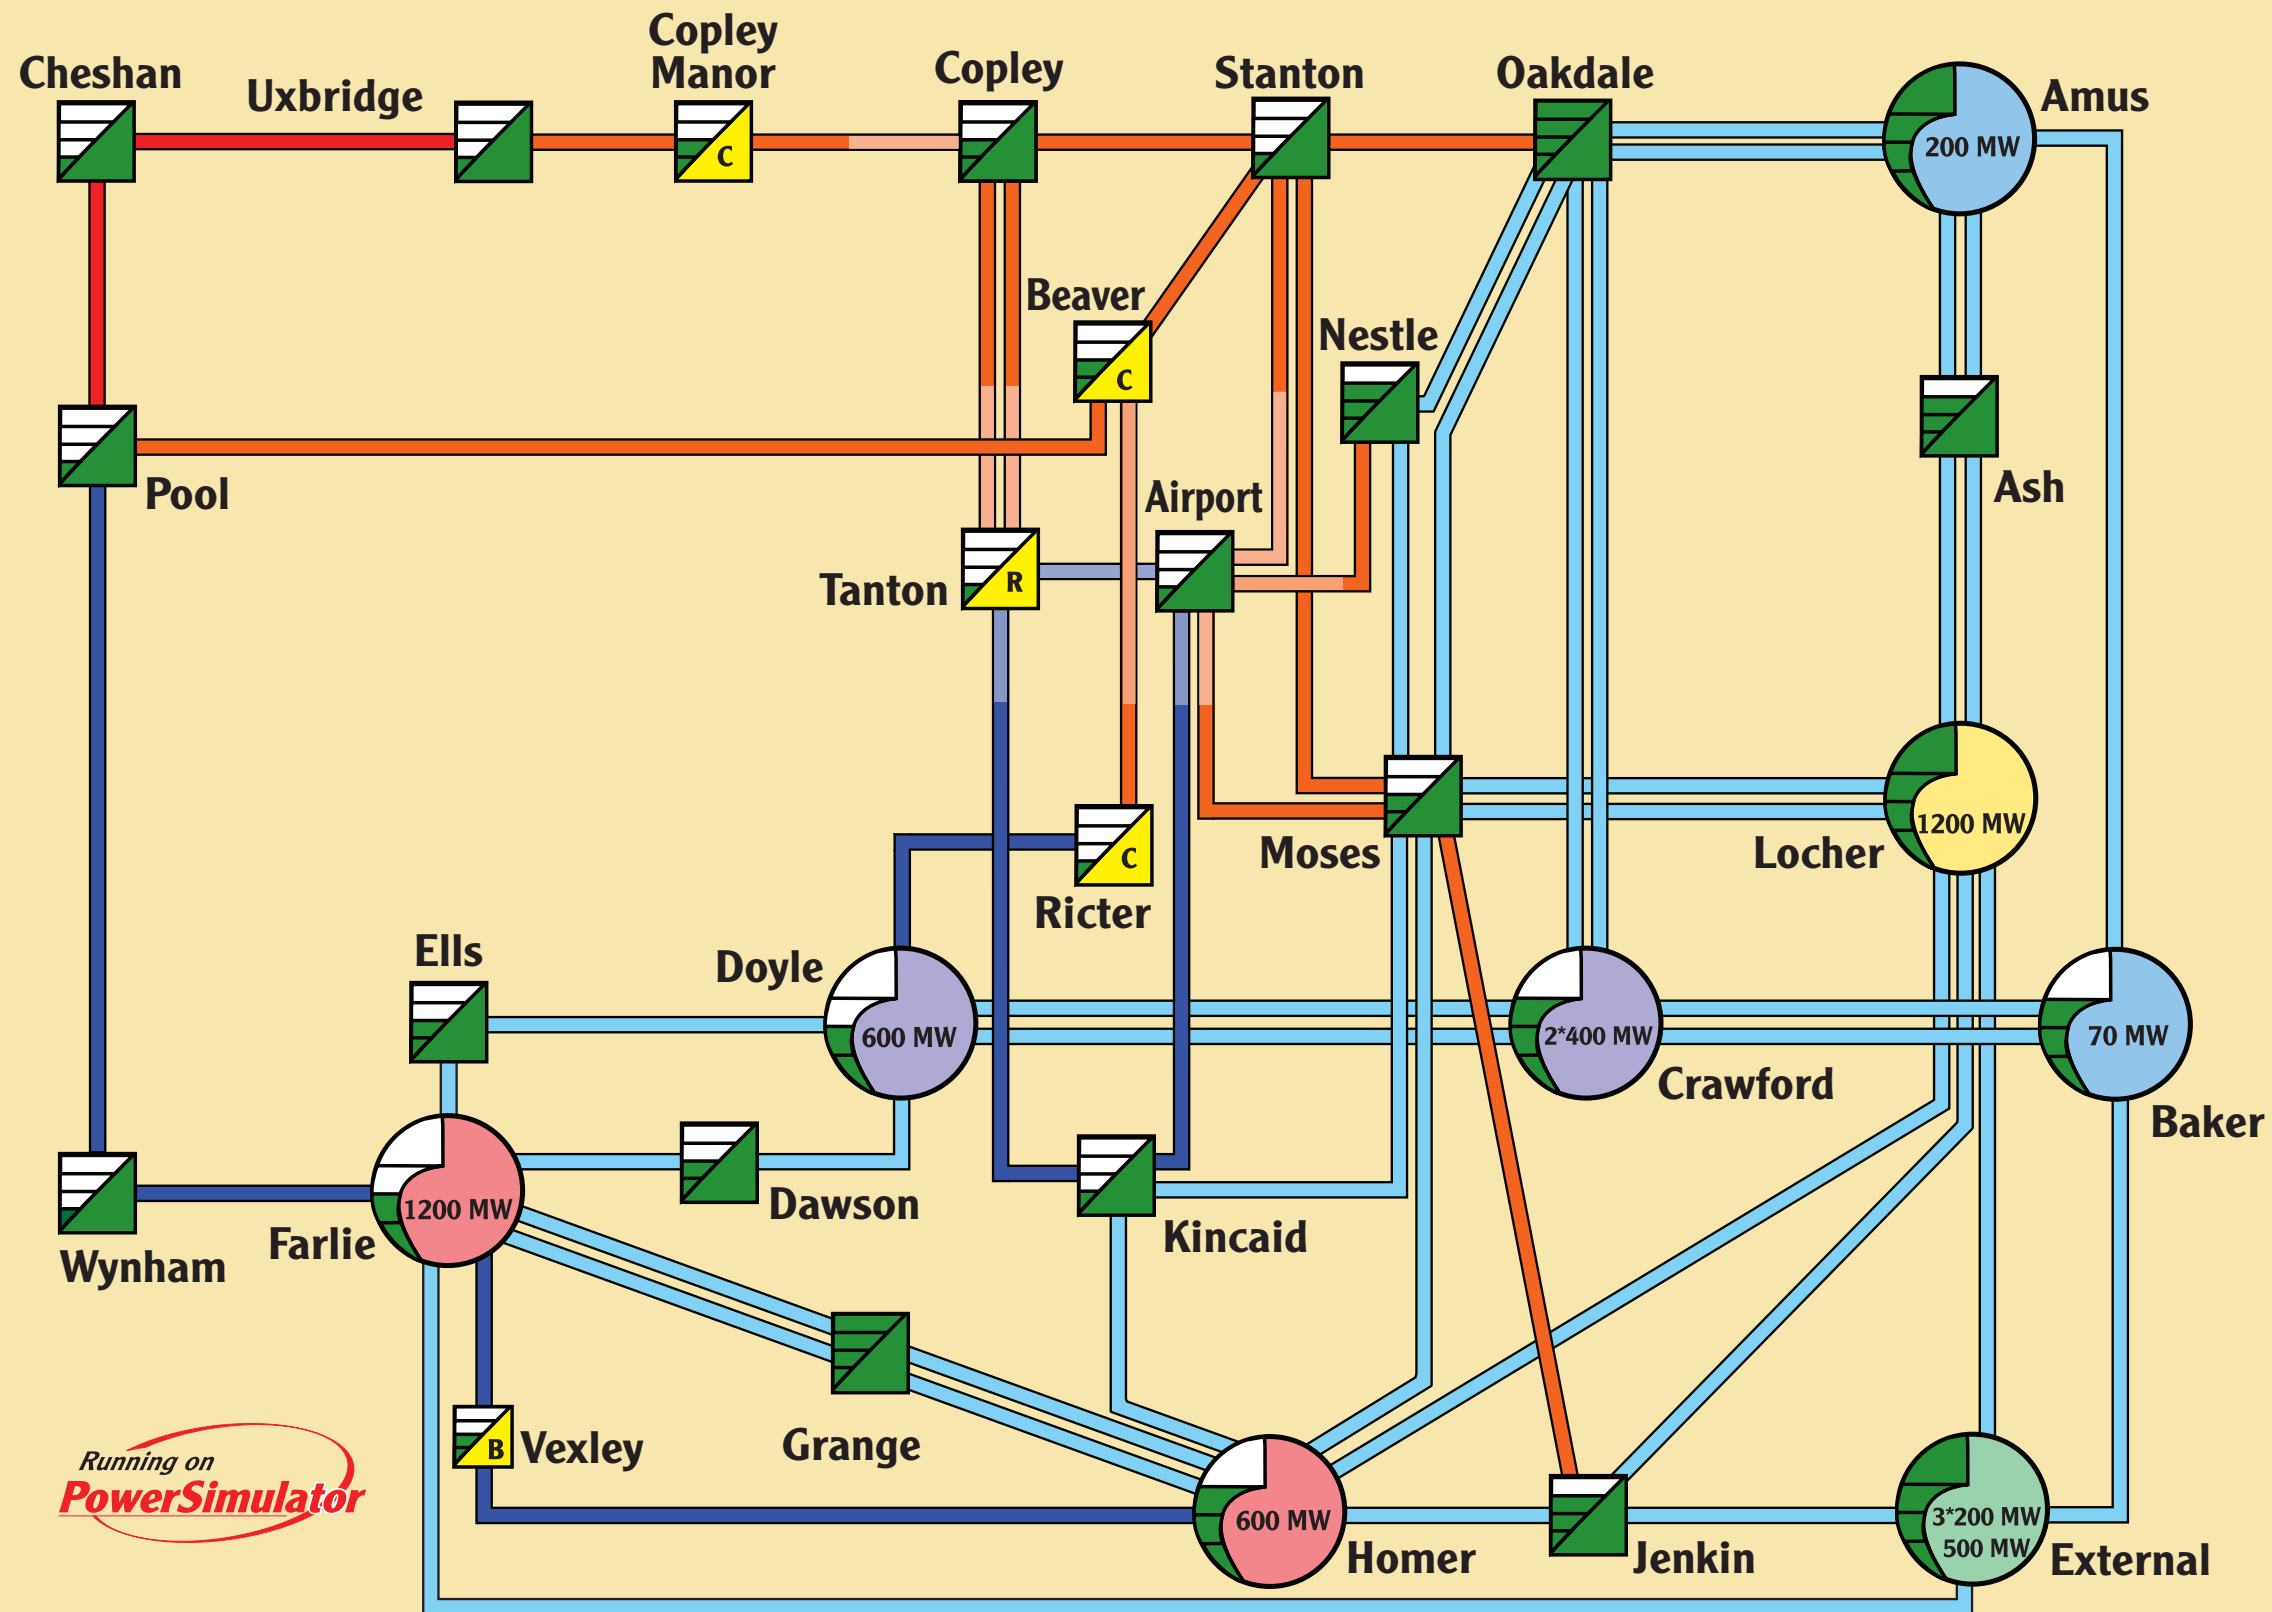 Copley
Manor
Cheshan
Uxbridge
Copley
Stanton
Oakdale
Amus
C
200 MW
Beaver
Nestle
C
Pool
Airport
Ash
Tanton
R
1200 MW
Moses
Locher
C
Ricter
Ells
Doyle
600 MW
2*400 MW
70 MW
Crawford
Baker
1200 MW
Dawson
Farlie
Kincaid
Wynham
B
Vexley
Grange
Running on
PowerSimulator
600 MW
3*200 MW
500 MW
Homer
Jenkin
External